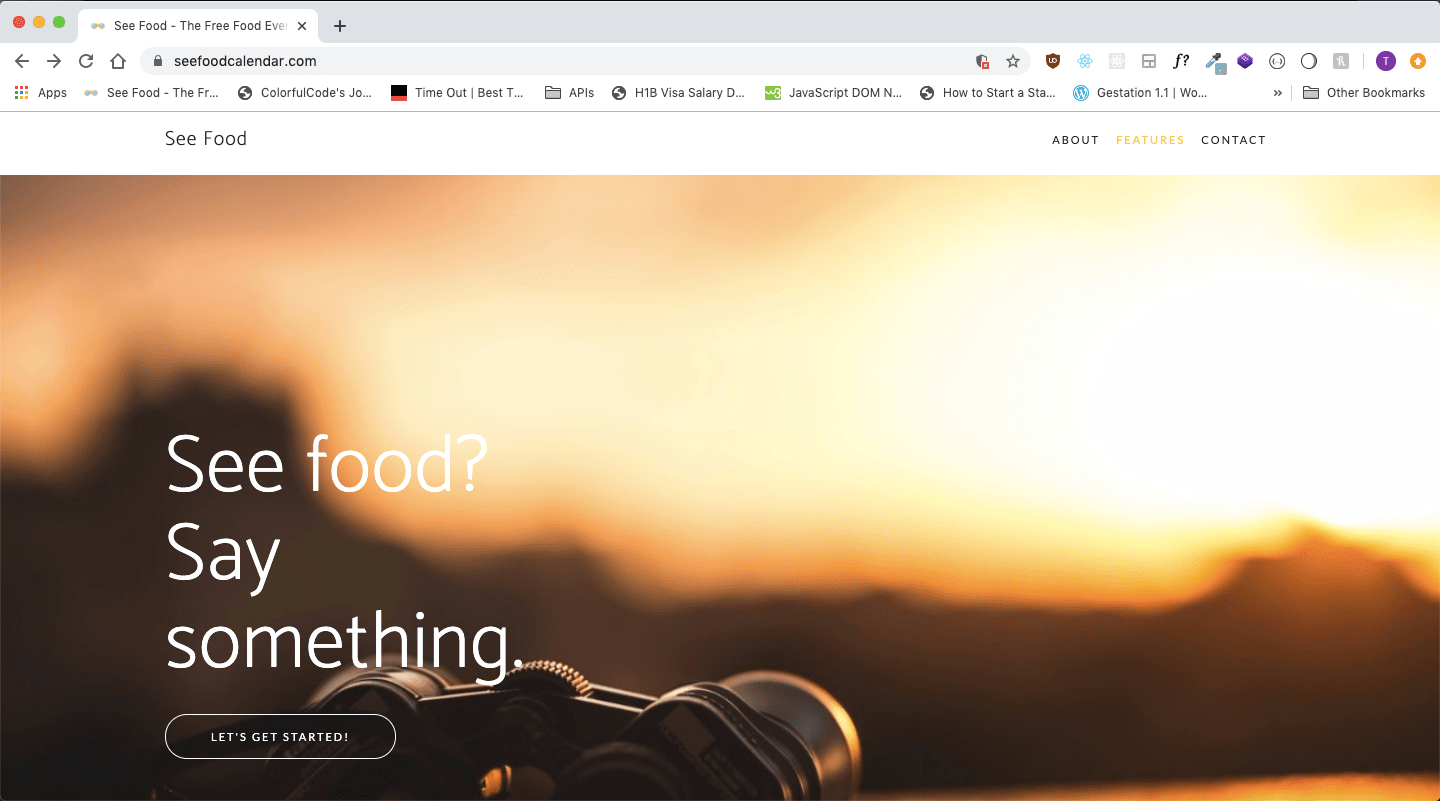 See Food - The Free Food Ever
seefoodcalendar.com
f?
T
Apps
See Food - The Fr...
ColorfulCode's Jo...
Time Out | Best T...
APIs
H1B Visa Salary D...
JavaScript DOM N...
How to Start a Sta...
Gestation 1.1 | Wo...
»
Other Bookmarks
See Food
ABOUT FEATURES CONTACT
See food?
Say
something.
LET'S GET STARTED!